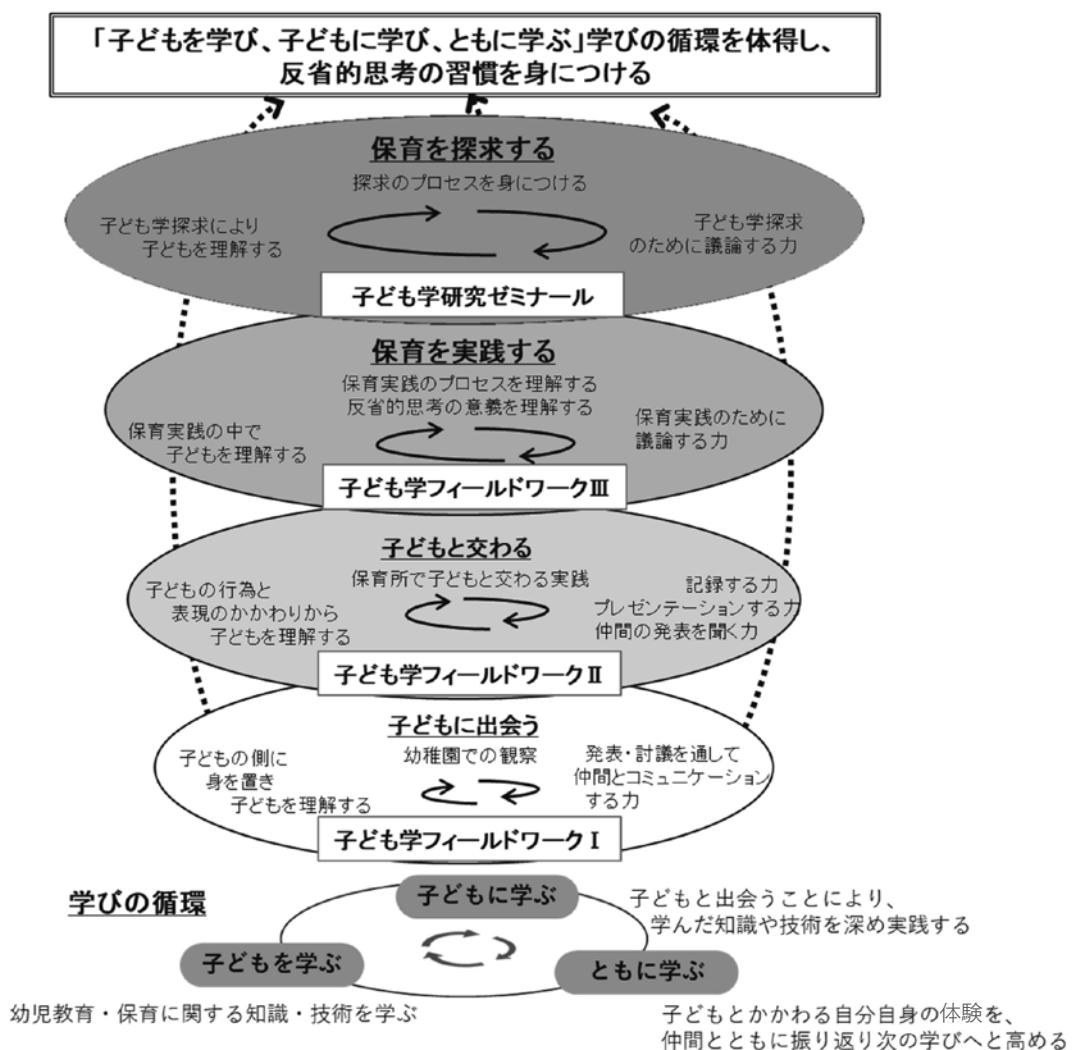 「子どもを学び、子どもに学び、ともに学ぶ」学びの循環を体得し、
反省的思考の習慣を身につける
保育を探求する
探求のプロセスを身につける
子ども学探求により
子どもを理解する
子ども学探求
のために議論する力
子ども学研究ゼミナール
保育を実践する
保育実践のプロセスを理解する
反省的思考の意義を理解する
保育実践の中で
子どもを理解する
保育実践のために
議論する力
子ども学フィールドワークⅢ
子どもと交わる
保育所で子どもと交わる実践
子どもの行為と
表現のかかわりから
子どもを理解する
記録する力
プレゼンテーションする力
仲間の発表を聞く力
子ども学フィールドワークⅡ
子どもに出会う
幼稚園での観察
子どもの側に
身を置き
子どもを理解する
発表・討議を通して
仲間とコミュニケーション
する力
子ども学フィールドワークⅠ
学びの循環
子どもに学ぶ
子どもと出会うことにより、
学んだ知識や技術を深め実践する
子どもを学ぶ
ともに学ぶ
幼児教育・保育に関する知識・技術を学ぶ
子どもとかかわる自分自身の体験を、
仲間とともに振り返り次の学びへと高める